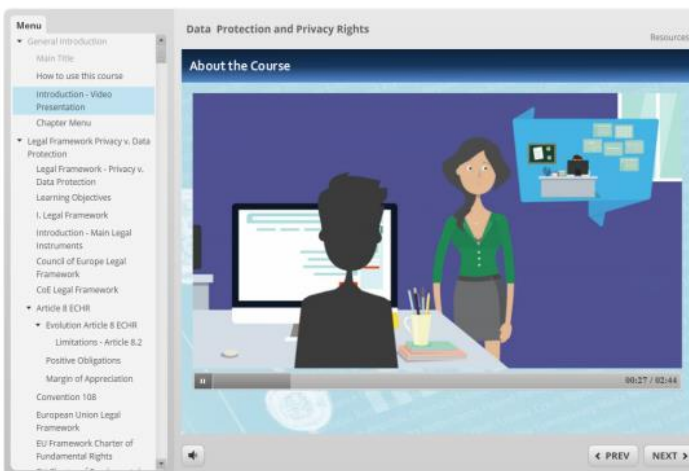 Menu
General Introduction
Main Title
How to use this course
Introduction - Video
Presentation
Chapter Menu
Legal Framework Privacy v. Data
Protection
Legal Framework - Privacy v.
Data Protection
Learning Objectives
I. Legal Framework
Introduction - Main Legal
Instruments
Council of Europe Legal
Framework
CoE Legal Framework
Article 8 ECHR
Evolution Article 8 ECHR
Limitations - Article 8.2
Positive Obligations
Margin of Appreciation
Convention 108
European Union Legal
Framework
EU Framework Charter of
Fundamental Rights
Data Protection and Privacy Rights
Resources
About the Course
00:27 / 02:44
PREV
NEXT